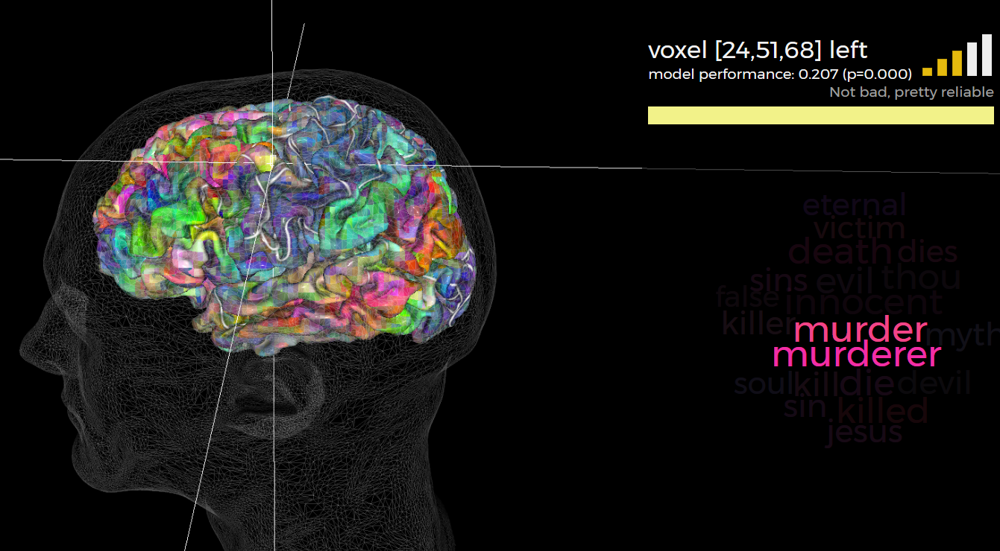 voxel [24,51,68] left
model performance: 0.207 (p=0.000)
Not bad, pretty reliable
eternal
victim
death dies
sins evil thou
false innocent
killer murder myth
murderer
soul kill die devil
sin killed
jesus